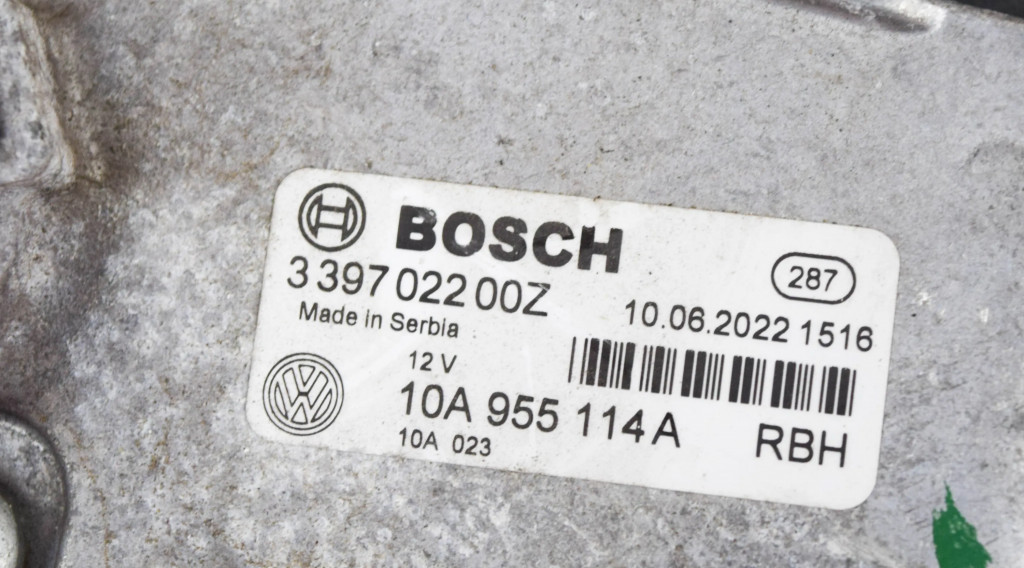 BOSCH
3 397 022 00Z
287
Made in Serbia
10.06.2022 1516
12 V
10A 955 114 A
RBH
10A 023